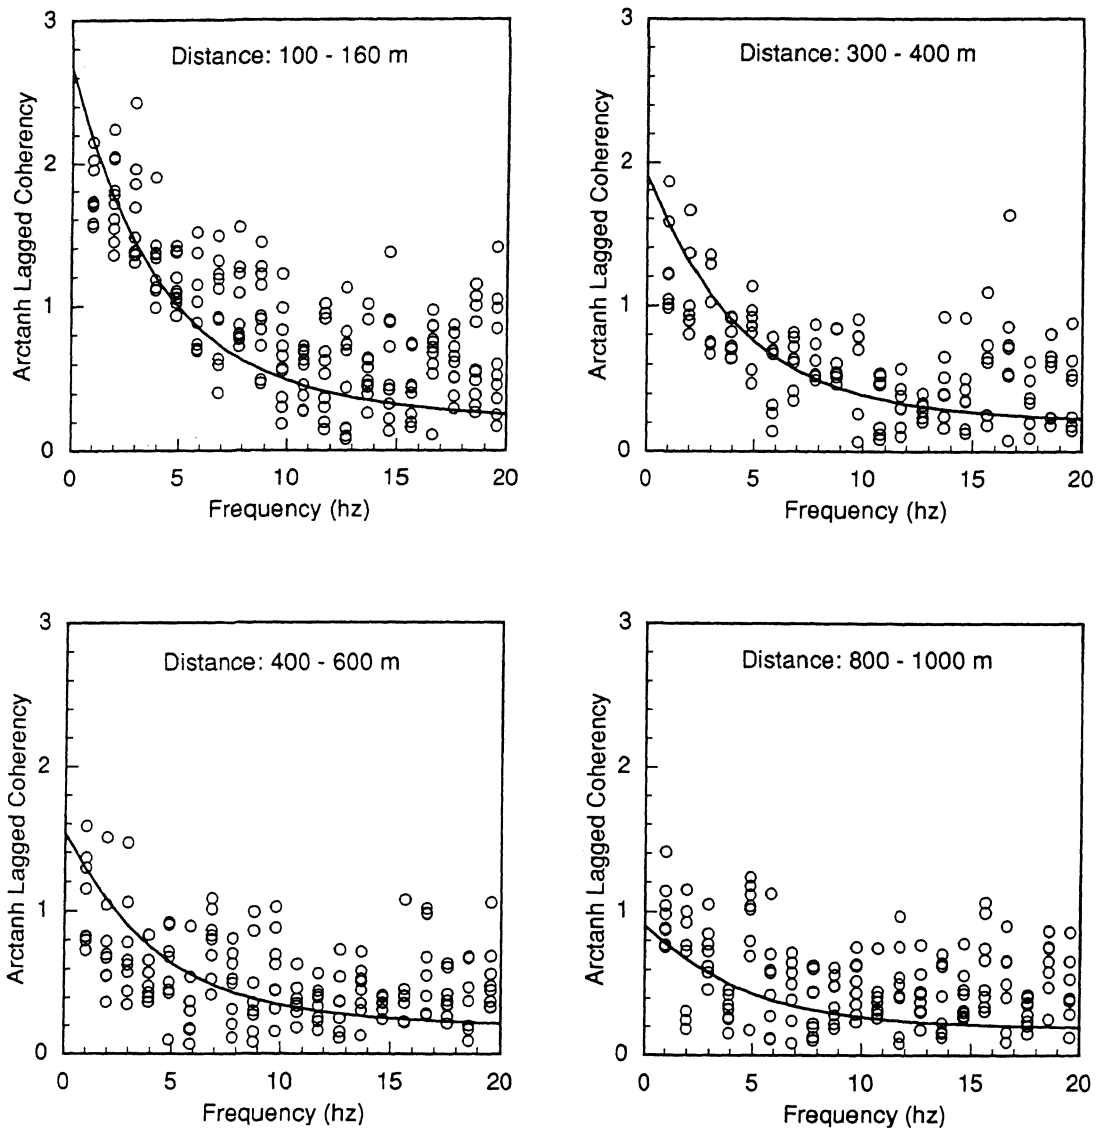 Distance: 100 - 160 m
Arctanh Lagged Coherency
3
2
1
0
0 5 10 15 20
Frequency (hz)
Distance: 300 - 400 m
Arctanh Lagged Coherency
3
2
1
0
0 5 10 15 20
Frequency (hz)
Distance: 400 - 600 m
Arctanh Lagged Coherency
3
2
1
0
0 5 10 15 20
Frequency (hz)
Distance: 800 - 1000 m
Arctanh Lagged Coherency
3
2
1
0
0 5 10 15 20
Frequency (hz)